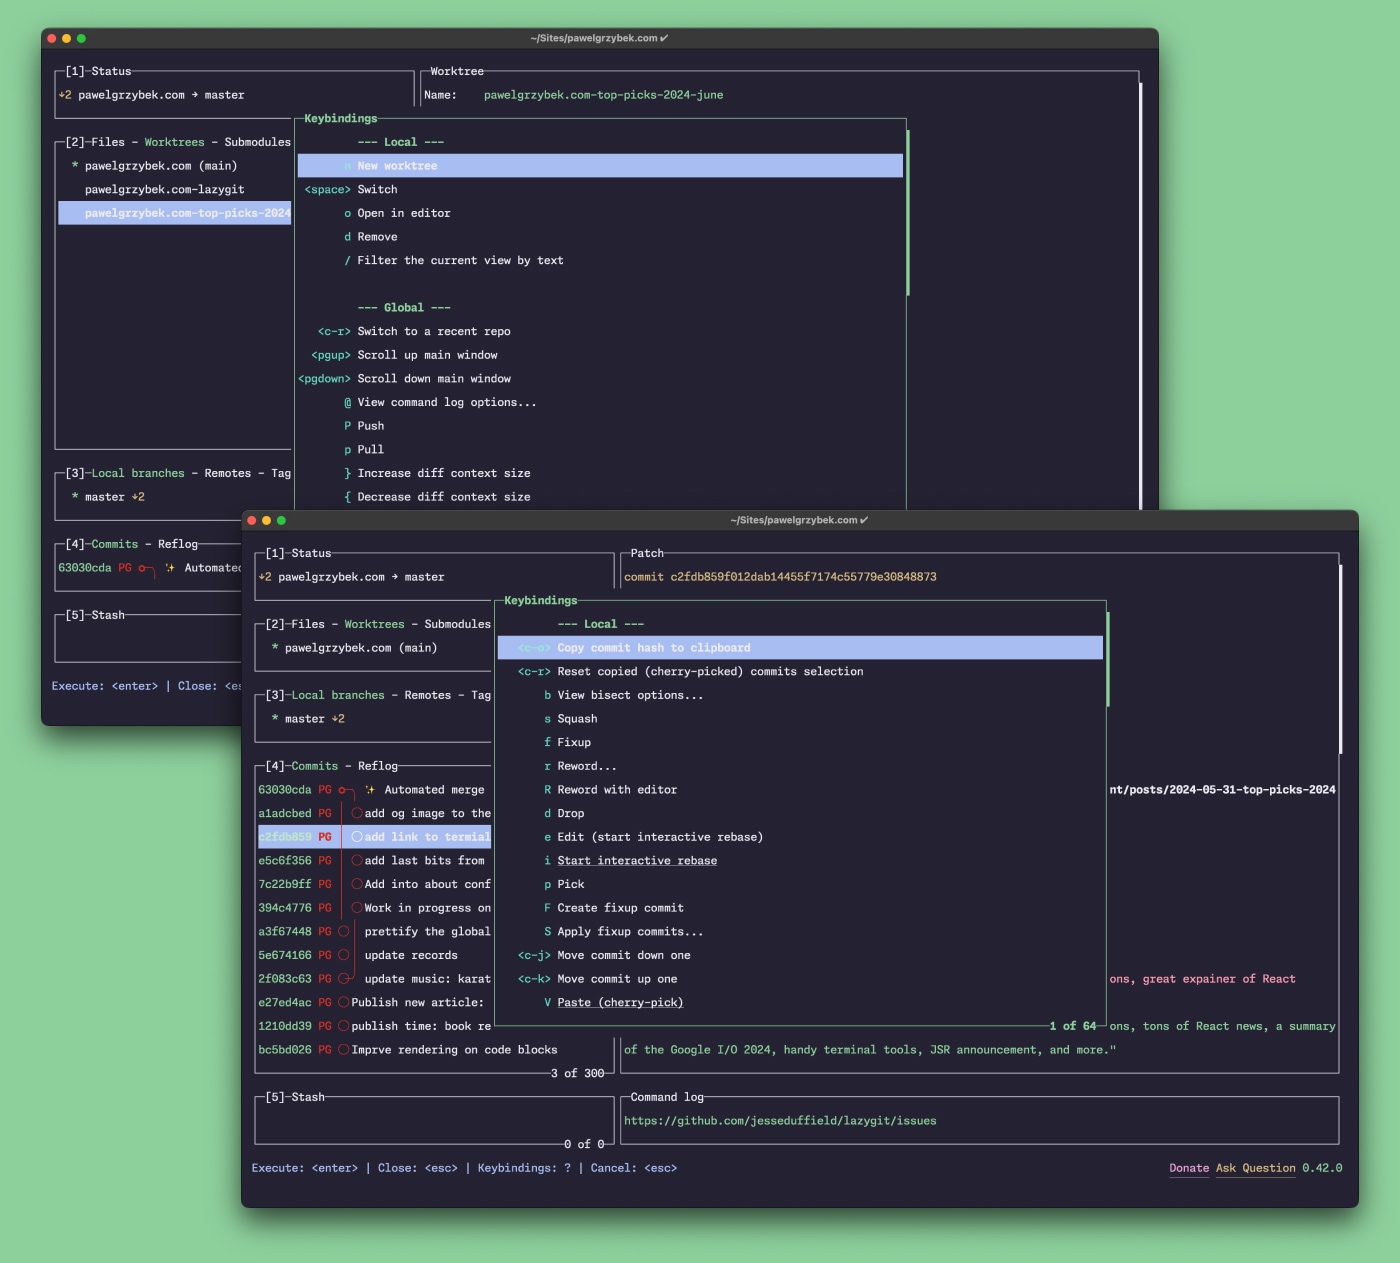 ~/Sites/pawelgrzybek.com ✔
[1]-Status
↓2 pawelgrzybek.com → master
Worktree
Name: pawelgrzybek.com-top-picks-2024-june
[2]-Files - Worktrees - Submodules
* pawelgrzybek.com (main)
pawelgrzybek.com-lazygit
pawelgrzybek.com-top-picks-2024
Keybindings
--- Local ---
n New worktree
<space> Switch
o Open in editor
d Remove
/ Filter the current view by text
--- Global ---
<c-r> Switch to a recent repo
<pgup> Scroll up main window
<pgdown> Scroll down main window
@ View command log options...
P Push
p Pull
} Increase diff context size
{ Decrease diff context size
[3]-Local branches - Remotes - Tag
* master ↓2
[4]-Commits - Reflog
63030cda PG ✨ Automated
[5]-Stash
Execute: <enter> | Close: <es
~/Sites/pawelgrzybek.com ✔
[1]-Status
↓2 pawelgrzybek.com → master
Patch
commit c2fdb859f012dab14455f7174c55779e30848873
[2]-Files - Worktrees - Submodules
* pawelgrzybek.com (main)
[3]-Local branches - Remotes - Tag
* master ↓2
[4]-Commits - Reflog
63030cda PG ✨ Automated merge
a1adcbed PG add og image to the
c2fdb859 PG add link to termial
e5c6f356 PG add last bits from
7c22b9ff PG Add into about conf
394c4776 PG Work in progress on
a3f67448 PG prettify the global
5e674166 PG update records
2f083c63 PG update music: karat
e27ed4ac PG Publish new article:
1210dd39 PG publish time: book re
bc5bd026 PG Imprve rendering on code blocks
3 of 300
Keybindings
--- Local ---
<c-o> Copy commit hash to clipboard
<c-r> Reset copied (cherry-picked) commits selection
b View bisect options...
s Squash
f Fixup
r Reword...
R Reword with editor
d Drop
e Edit (start interactive rebase)
i Start interactive rebase
p Pick
F Create fixup commit
S Apply fixup commits...
<c-j> Move commit down one
<c-k> Move commit up one
V Paste (cherry-pick)
1 of 64
nt/posts/2024-05-31-top-picks-2024
ons, great expainer of React
ons, tons of React news, a summary
of the Google I/O 2024, handy terminal tools, JSR announcement, and more."
[5]-Stash
0 of 0
Command log
https://github.com/jesseduffield/lazygit/issues
Execute: <enter> | Close: <esc> | Keybindings: ? | Cancel: <esc>
Donate Ask Question 0.42.0